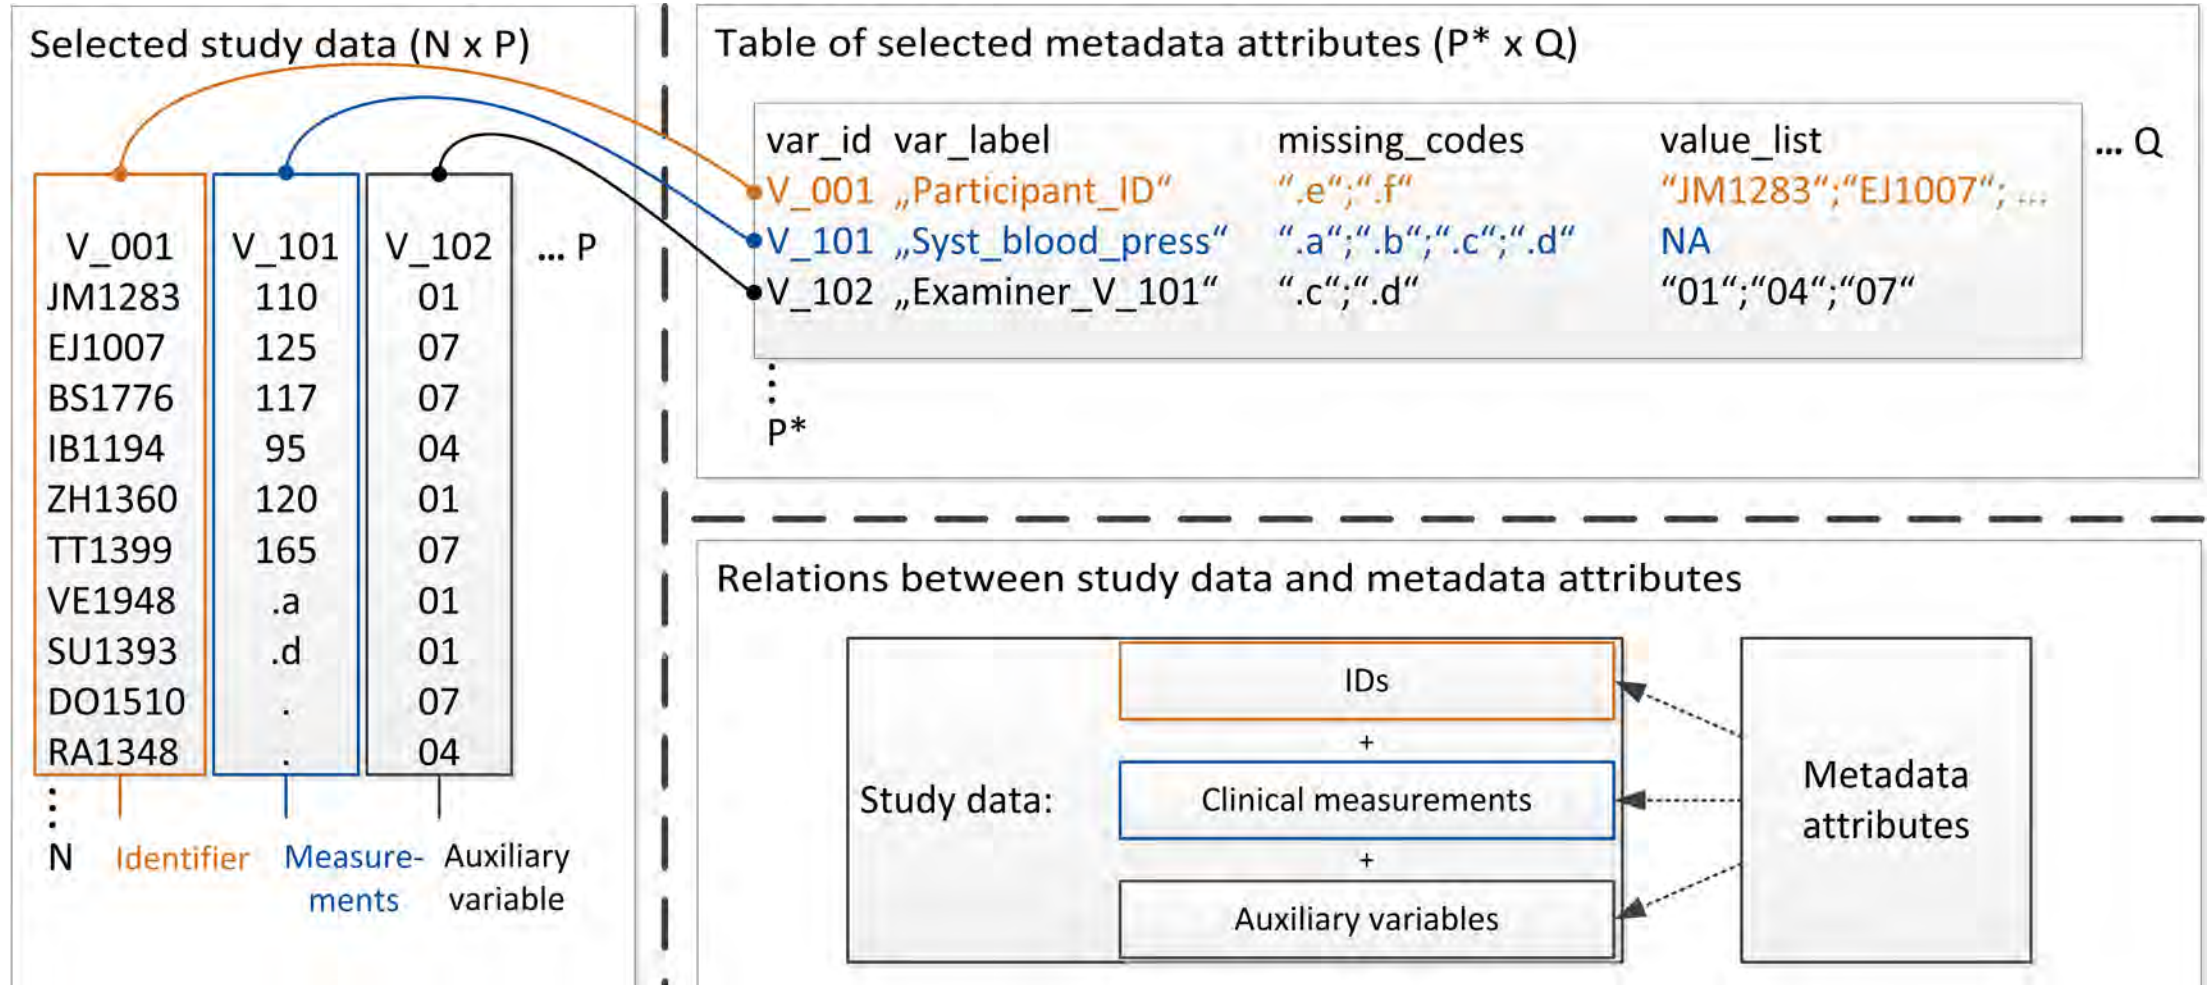 Selected study data (N x P)
V_001 V_101 V_102 ... P
JM1283 110 01
EJ1007 125 07
BS1776 117 07
IB1194 95 04
ZH1360 120 01
TT1399 165 07
VE1948 .a 01
SU1393 .d 01
DO1510 . 07
RA1348 . 04
N Identifier Measure- Auxiliary
ments variable
Table of selected metadata attributes (P* x Q)
var_id var_label missing_codes value_list ... Q
V_001 „Participant_ID“ “.e“;“.f“ “JM1283“;“EJ1007“; ...
V_101 „Syst_blood_press“ “.a“;“.b“;“.c“;“.d“ NA
V_102 „Examiner_V_101“ “.c“;“.d“ “01“;“04“;“07“
P*
Relations between study data and metadata attributes
IDs
+
Study data: Clinical measurements
+
Auxiliary variables
Metadata
attributes